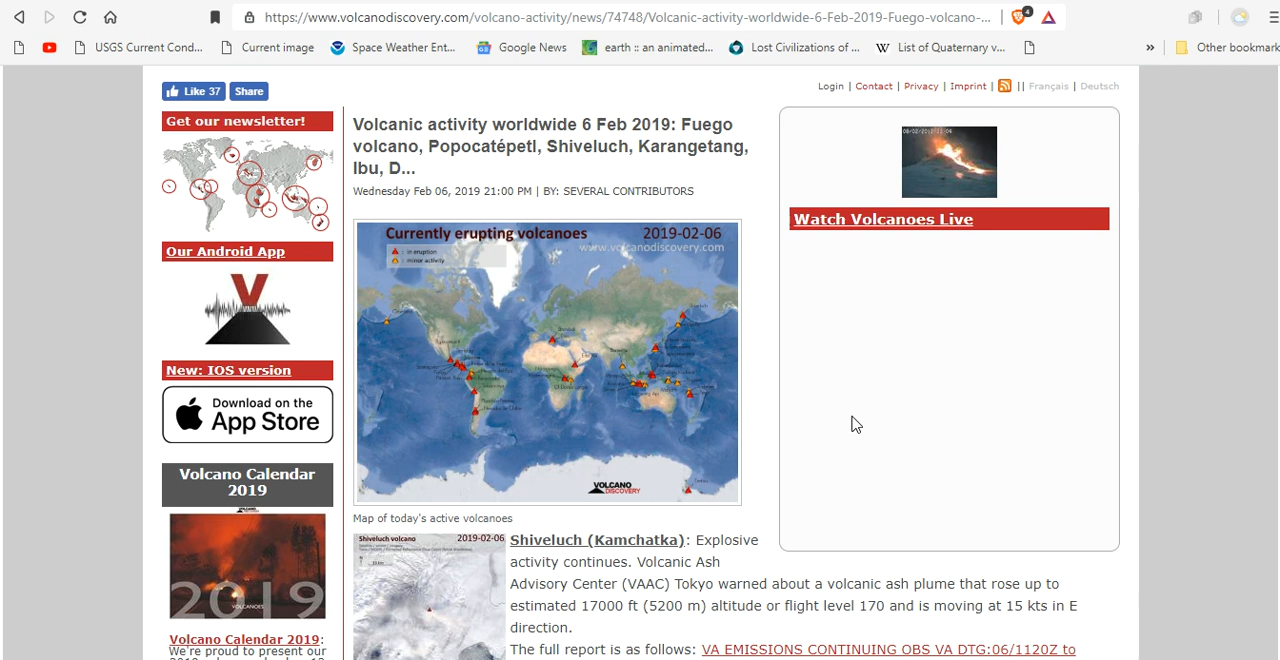 https://www.volcanodiscovery.com/volcano-activity/news/74748/Volcanic-activity-worldwide-6-Feb-2019-Fuego-volcano-...
4
USGS Current Cond...
Current image
Space Weather Ent...
Google News
earth :: an animated...
Lost Civilizations of ...
W
List of Quaternary v...
»
Other bookmark
Like 37
Share
Login | Contact | Privacy | Imprint | || Français | Deutsch
Get our newsletter!
Our Android App
New: IOS version
Download on the
App Store
Volcano Calendar
2019
2019
VOLCANOES
Volcano Calendar 2019:
We're proud to present our
Volcanic activity worldwide 6 Feb 2019: Fuego
volcano, Popocatépetl, Shiveluch, Karangetang,
Ibu, D...
Wednesday Feb 06, 2019 21:00 PM | BY: SEVERAL CONTRIBUTORS
Currently erupting volcanoes
2019-02-06
www.volcanodiscovery.com
: in eruption
: minor activity
VOLCANO
DISCOVERY
Map of today's active volcanoes
Shiveluch volcano
2019-02-06
Shiveluch (Kamchatka): Explosive
activity continues. Volcanic Ash
Advisory Center (VAAC) Tokyo warned about a volcanic ash plume that rose up to
estimated 17000 ft (5200 m) altitude or flight level 170 and is moving at 15 kts in E
direction.
The full report is as follows: VA EMISSIONS CONTINUING OBS VA DTG:06/1120Z to
08/02/2012 22:04
Watch Volcanoes Live